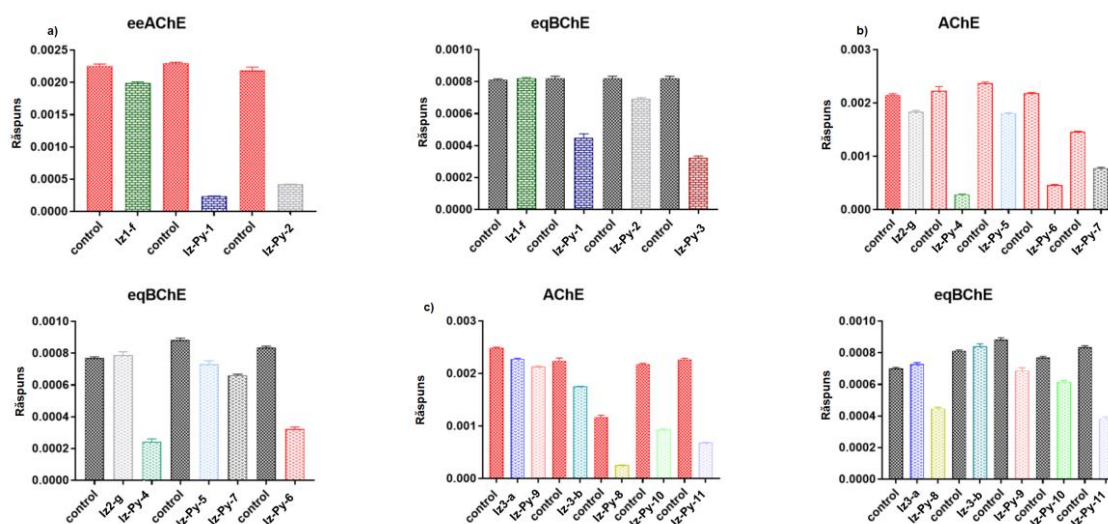 a)
eeAChE
Răspuns
0.0025
0.0020
0.0015
0.0010
0.0005
0.0000
control
Iz1-f
control
Iz-Py-1
control
Iz-Py-2
eqBChE
Răspuns
0.0010
0.0008
0.0006
0.0004
0.0002
0.0000
control
Iz1-f
control
Iz-Py-1
control
Iz-Py-2
control
Iz-Py-3
b)
AChE
Răspuns
0.003
0.002
0.001
0.000
control
Iz2-g
control
Iz-Py-4
control
Iz-Py-5
control
Iz-Py-6
control
Iz-Py-7
eqBChE
Răspuns
0.0010
0.0008
0.0006
0.0004
0.0002
0.0000
control
Iz2-g
Iz-Py-4
control
Iz-Py-5
Iz-Py-7
control
Iz-Py-6
c)
AChE
Răspuns
0.003
0.002
0.001
0.000
control
Iz3-a
Iz-Py-9
control
Iz-3-b
control
Iz-Py-8
control
Iz-Py-10
control
Iz-Py-11
eqBChE
Răspuns
0.0010
0.0008
0.0006
0.0004
0.0002
0.0000
control
Iz3-a
Iz-Py-8
control
Iz-3-b
control
Iz-Py-9
control
Iz-Py-10
control
Iz-Py-11